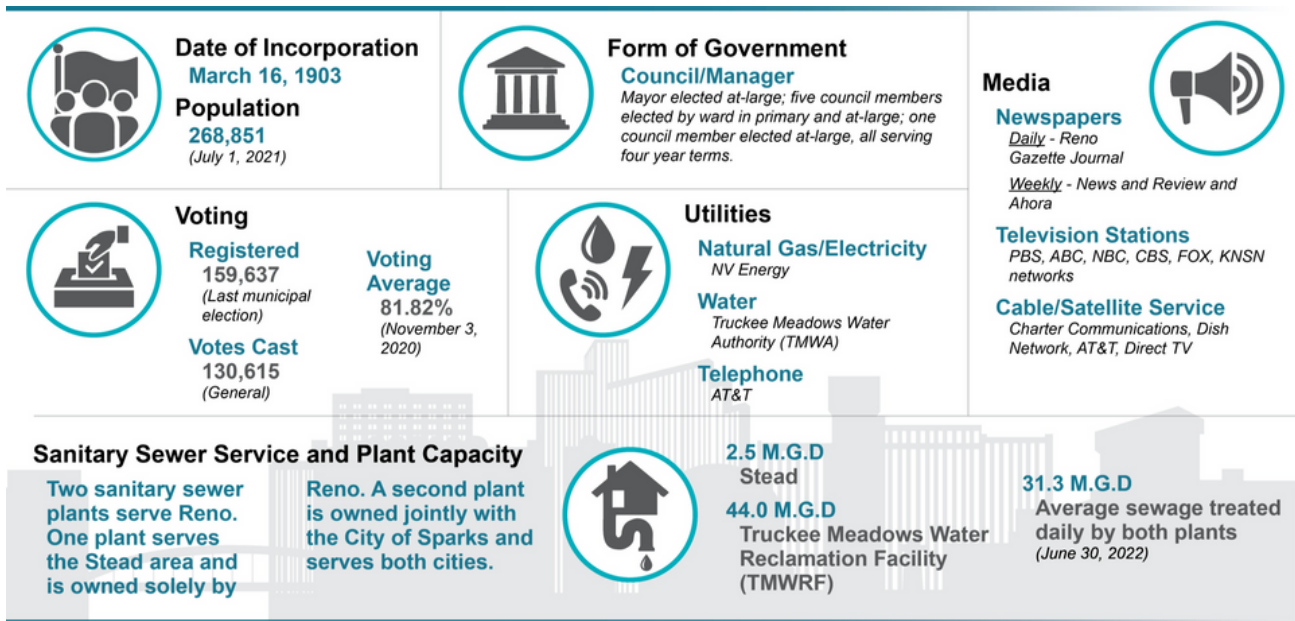 Date of Incorporation
March 16, 1903
Population
268,851
(July 1, 2021)
Form of Government
Council/Manager
Mayor elected at-large; five council members
elected by ward in primary and at-large; one
council member elected at-large, all serving
four year terms.
Media
Newspapers
Daily - Reno
Gazette Journal
Weekly - News and Review and
Ahora
Television Stations
PBS, ABC, NBC, CBS, FOX, KNSN
networks
Cable/Satellite Service
Charter Communications, Dish
Network, AT&T, Direct TV
Voting
Registered
159,637
(Last municipal
election)
Votes Cast
130,615
(General)
Voting
Average
81.82%
(November 3,
2020)
Utilities
Natural Gas/Electricity
NV Energy
Water
Truckee Meadows Water
Authority (TMWA)
Telephone
AT&T
Sanitary Sewer Service and Plant Capacity
Two sanitary sewer
plants serve Reno.
One plant serves
the Stead area and
is owned solely by
Reno. A second plant
is owned jointly with
the City of Sparks and
serves both cities.
2.5 M.G.D
Stead
44.0 M.G.D
Truckee Meadows Water
Reclamation Facility
(TMWRF)
31.3 M.G.D
Average sewage treated
daily by both plants
(June 30, 2022)